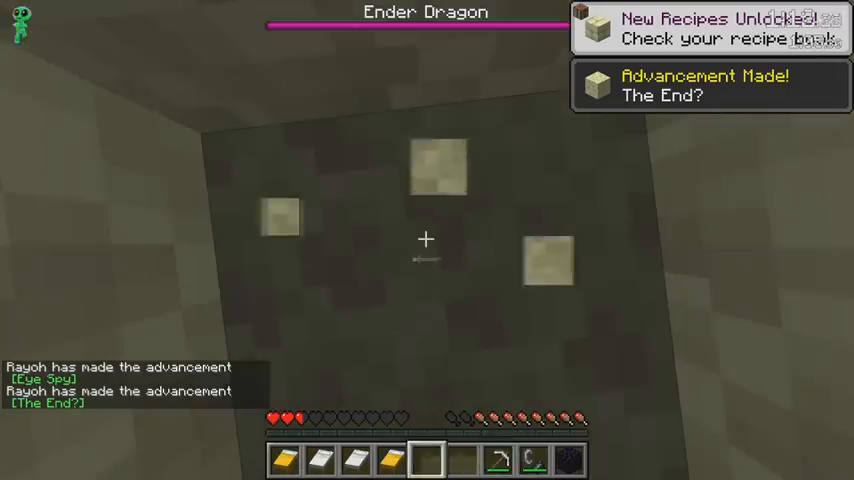 Ender Dragon
New Recipes Unlocked!
Check your recipe book
Advancement Made!
The End?
Rayoh has made the advancement
[Eye Spy]
Rayoh has made the advancement
[The End?]